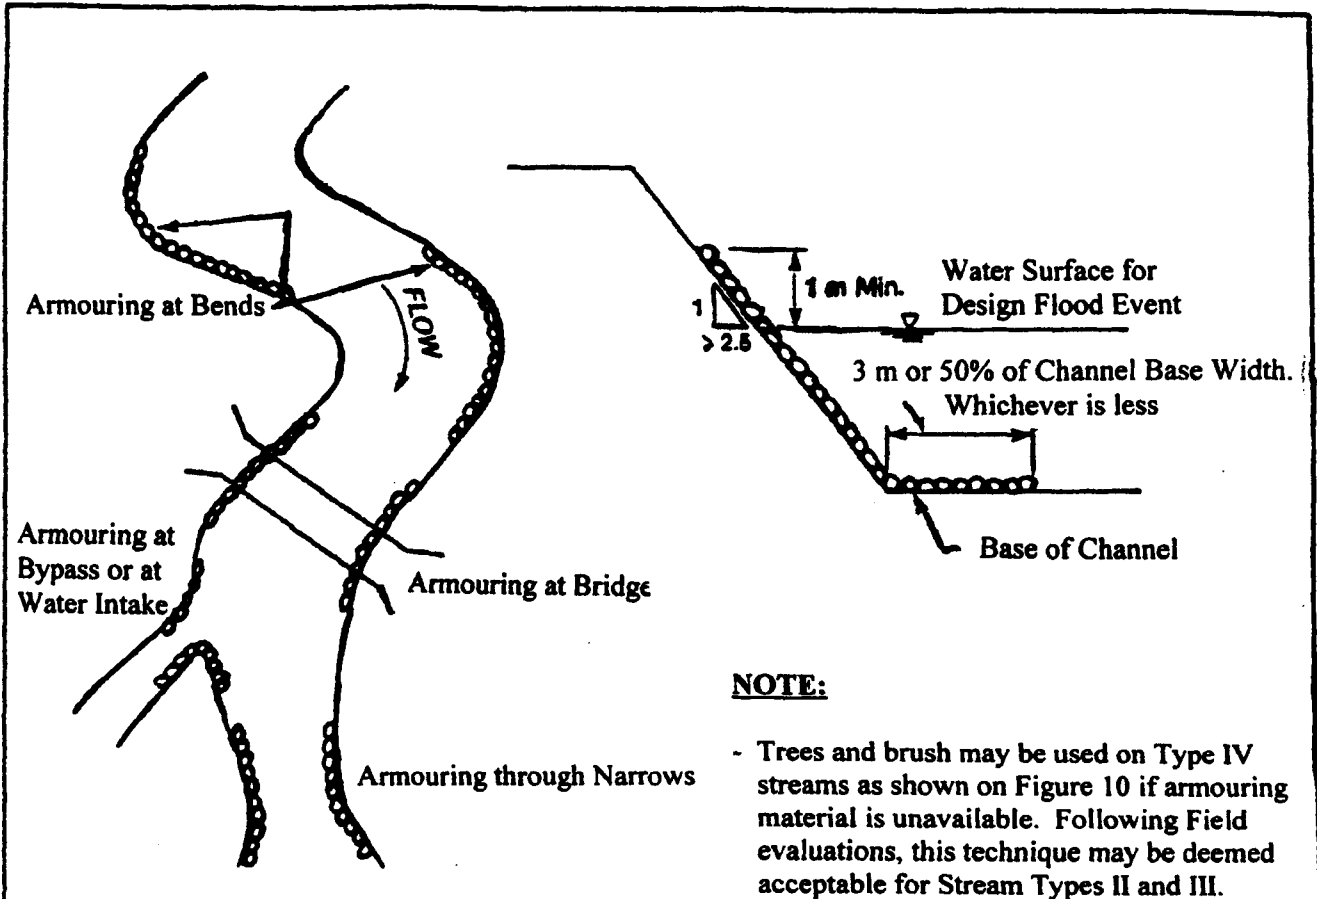 Armouring at Bends
FLOW
Armouring at
Bypass or at
Water Intake
Armouring at Bridge
Armouring through Narrows
1 m Min.
1
> 2.5
Water Surface for
Design Flood Event
3 m or 50% of Channel Base Width.
Whichever is less
Base of Channel
NOTE:
- Trees and brush may be used on Type IV
streams as shown on Figure 10 if armouring
material is unavailable. Following Field
evaluations, this technique may be deemed
acceptable for Stream Types II and III.